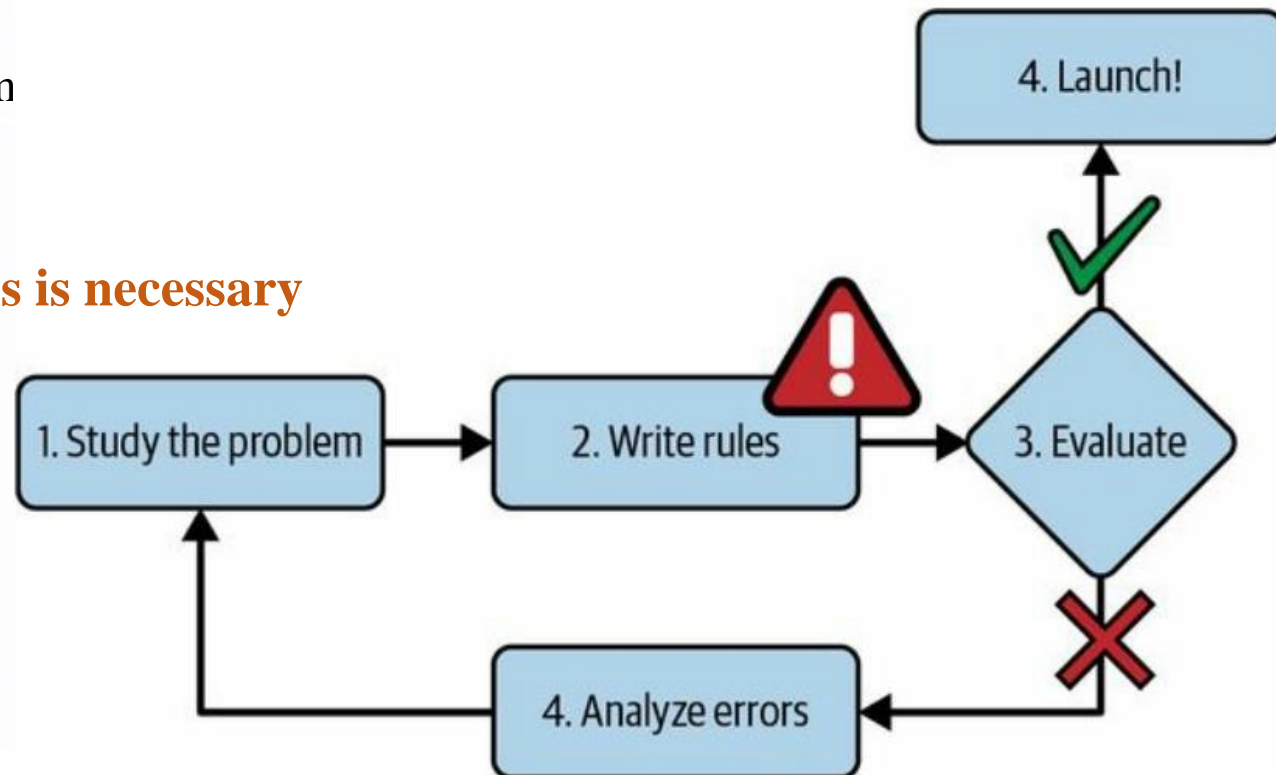 4. Launch!
s is necessary
1. Study the problem
2. Write rules
3. Evaluate
4. Analyze errors